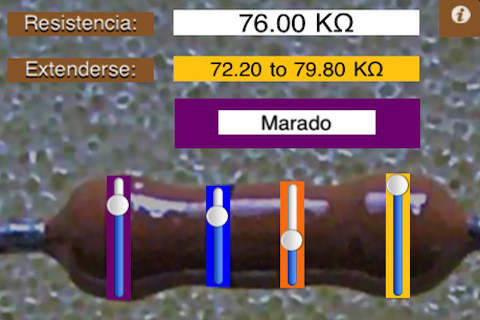 Resistencia:
76.00 KΩ
Extenderse:
72.20 to 79.80 KΩ
Marado